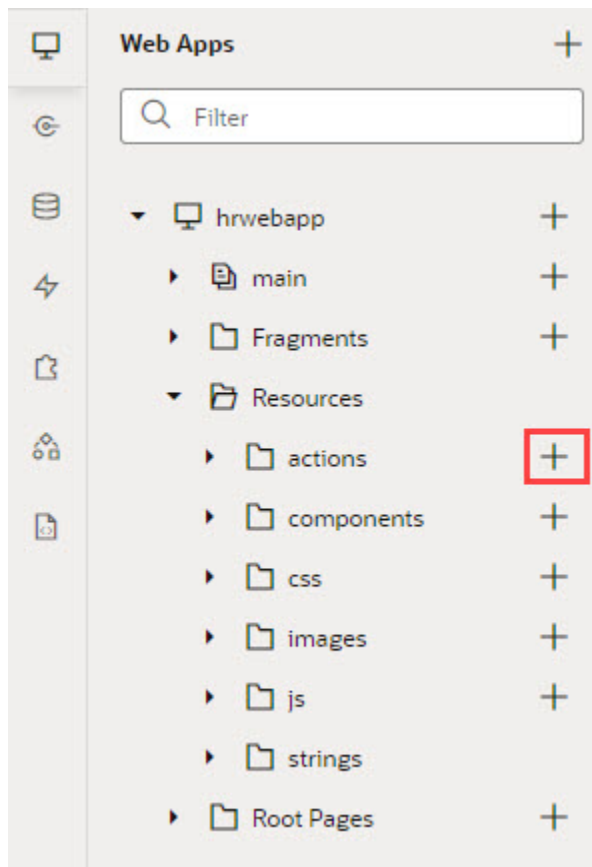 Web Apps
Filter
hrwebapp
main
Fragments
Resources
actions
components
css
images
js
strings
Root Pages